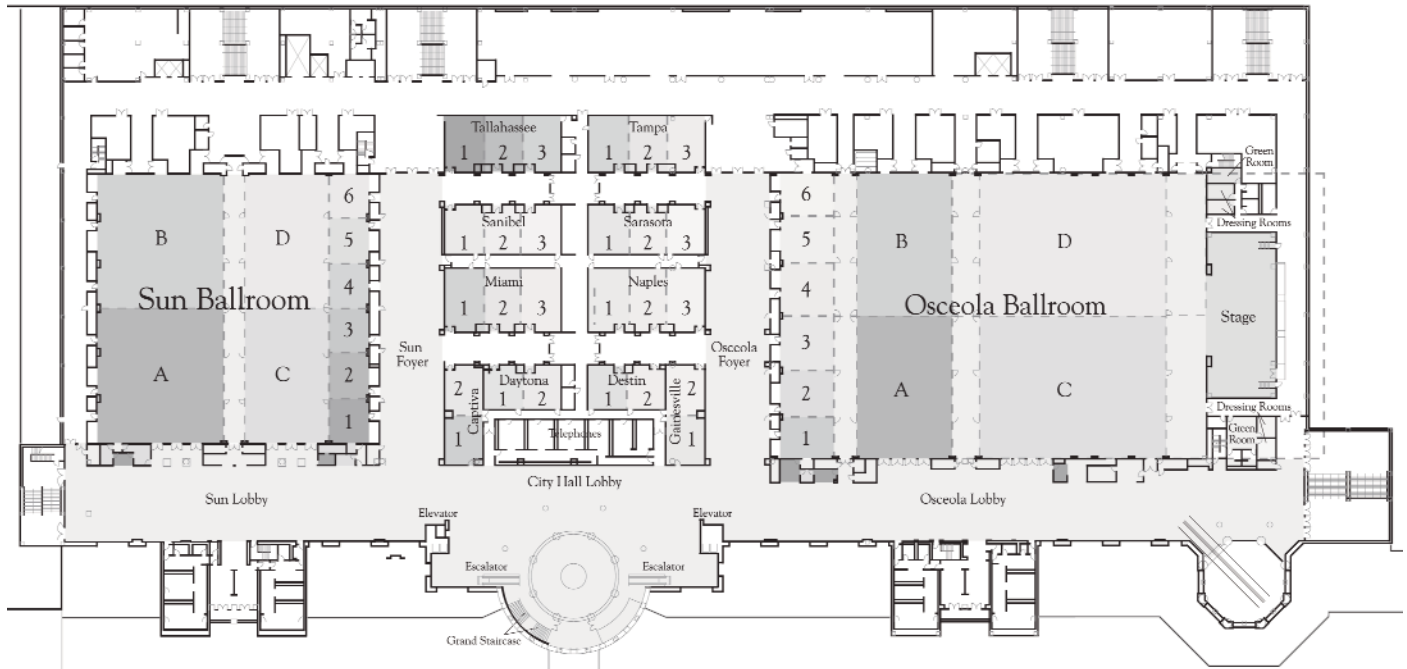 Tallahassee
1 2 3
Tampa
1 2 3
Green
Room
Dressing Rooms
Sanibel
1 2 3
Sarasota
1 2 3
Miami
1 2 3
Naples
1 2 3
Daytona
1 2
Destin
1 2
Captiva
2
1
Gainesville
2
1
Telephones
Sun Ballroom
B
D
A
C
6
5
4
3
2
1
Sun
Foyer
Osceola
Foyer
6
5
4
3
2
1
Osceola Ballroom
B
D
A
C
Stage
Dressing Rooms
Green
Room
Sun Lobby
City Hall Lobby
Osceola Lobby
Elevator
Elevator
Escalator
Escalator
Grand Staircase